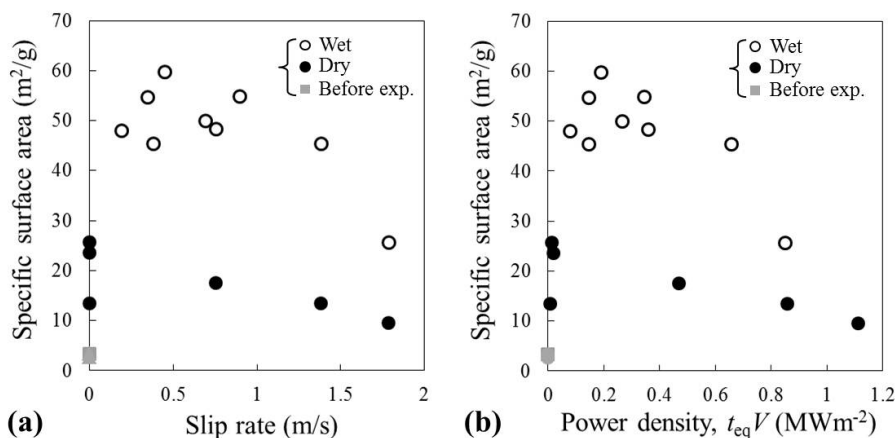 70
60
50
40
30
20
10
0
Specific surface area (m²/g)
Wet
Dry
Before exp.
0 0.5 1 1.5 2
(a) Slip rate (m/s)
70
60
50
40
30
20
10
0
Specific surface area (m²/g)
Wet
Dry
Before exp.
0 0.2 0.4 0.6 0.8 1 1.2
(b) Power density, teqV (MWm⁻²)